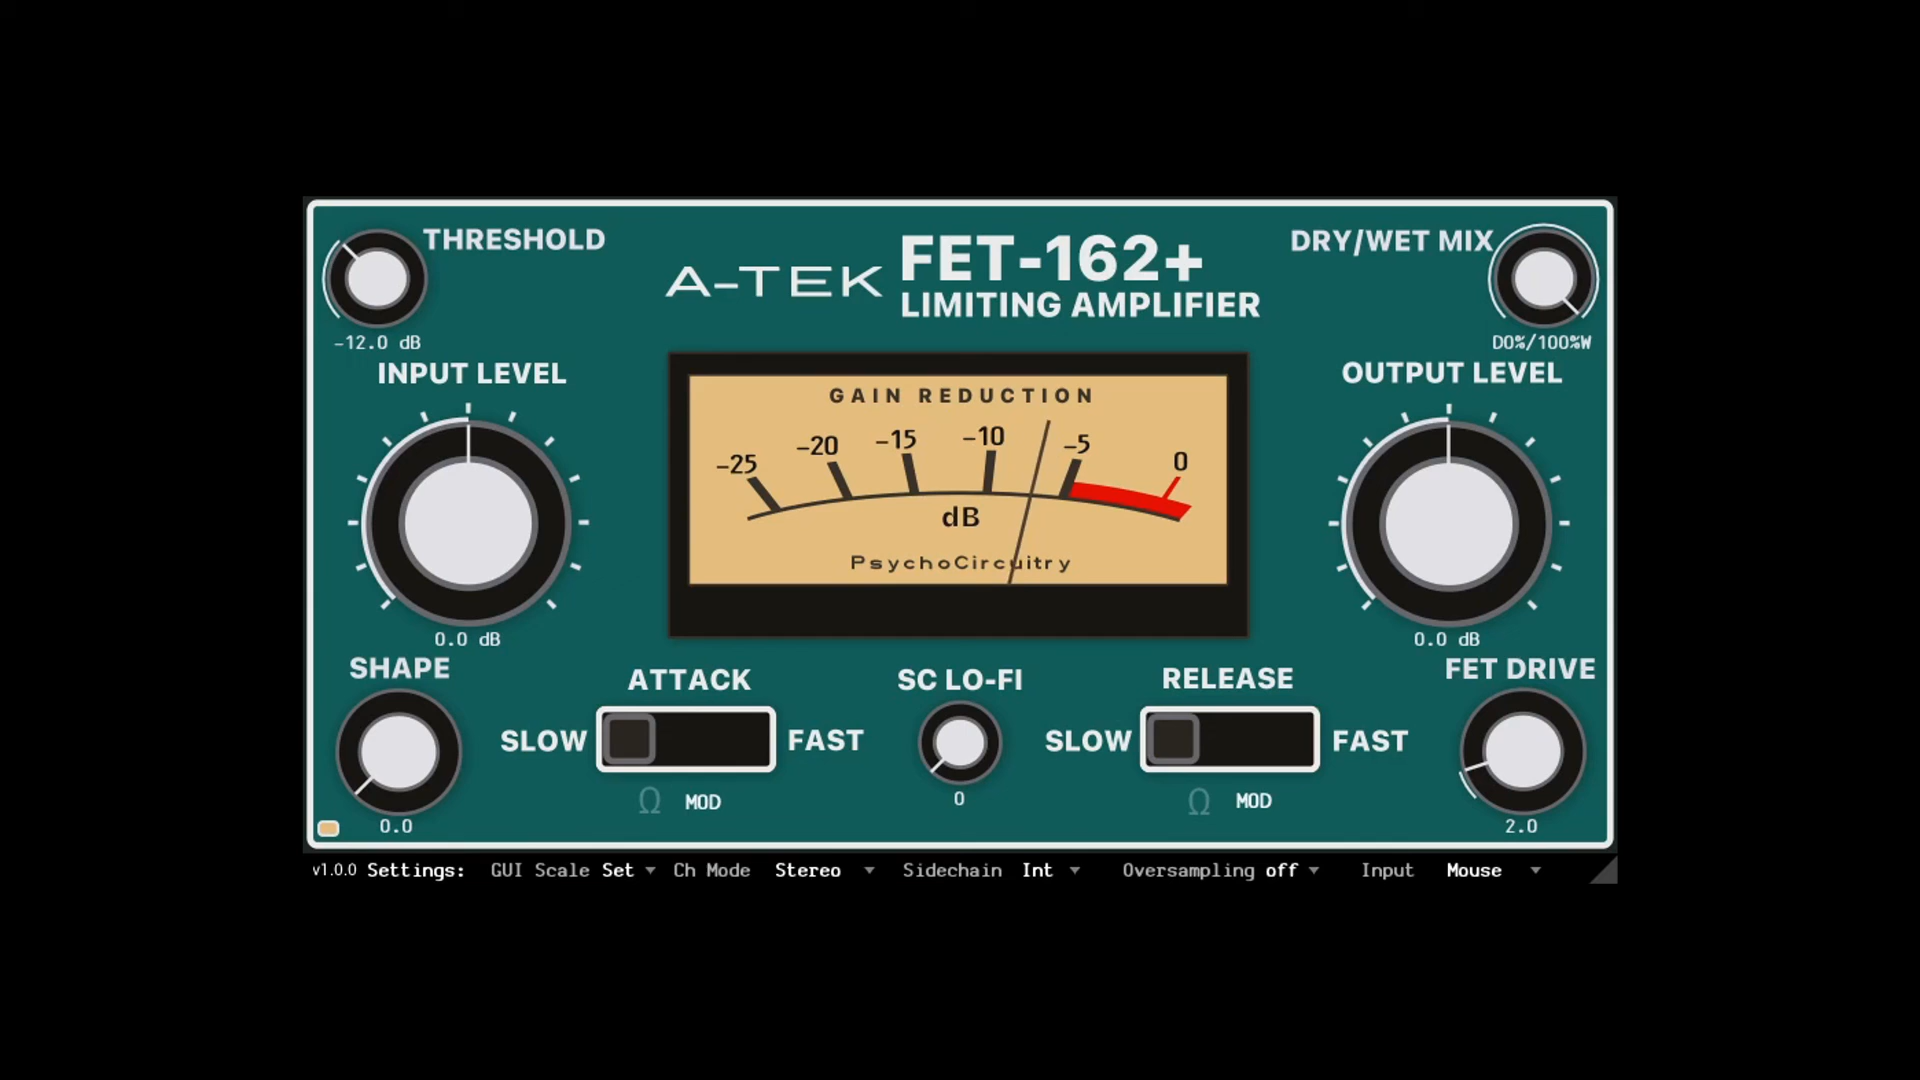 THRESHOLD
-12.0 dB
A-TEK
FET-162+
LIMITING AMPLIFIER
DRY/WET MIX
D0%/100%W
INPUT LEVEL
0.0 dB
GAIN REDUCTION
-25 -20 -15 -10 -5 0
dB
PsychoCircuitry
OUTPUT LEVEL
0.0 dB
SHAPE
0.0
ATTACK
SLOW FAST
Ω MOD
SC LO-FI
0
RELEASE
SLOW FAST
Ω MOD
FET DRIVE
2.0
v1.0.0 Settings: GUI Scale Set Ch Mode Stereo Sidechain Int Oversampling off Input Mouse